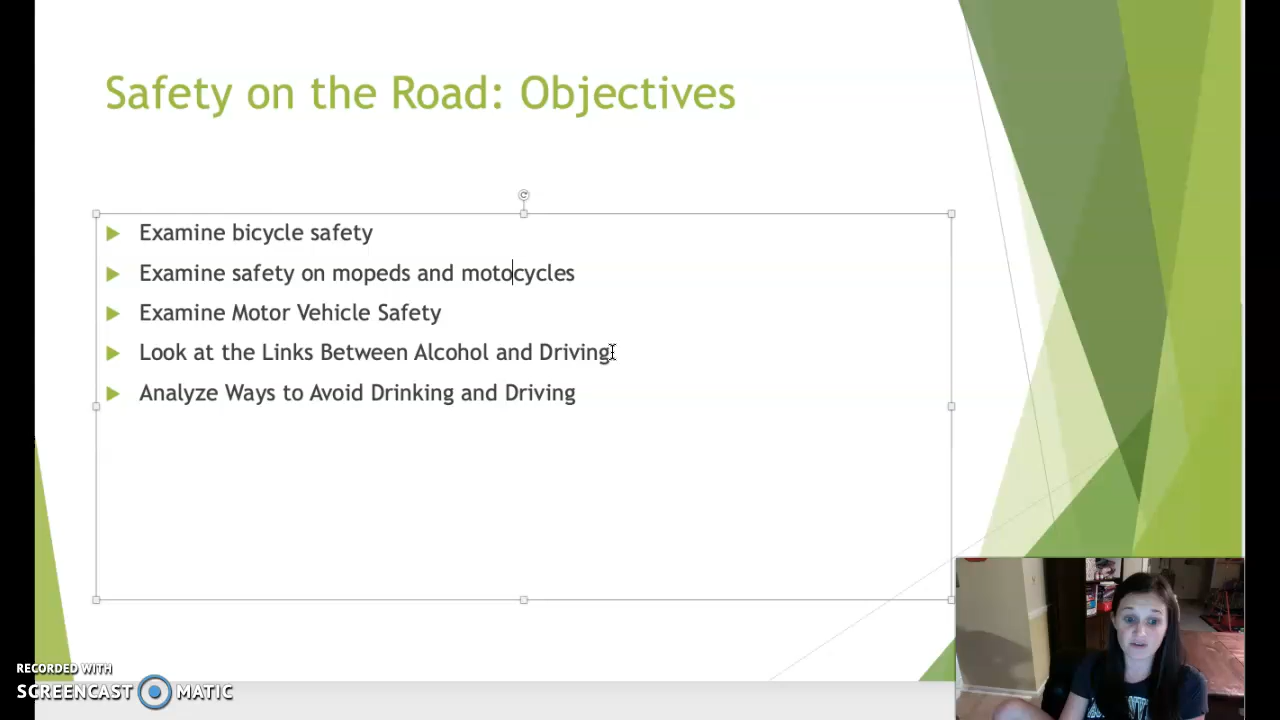 Safety on the Road: Objectives
Examine bicycle safety
Examine safety on mopeds and motocycles
Examine Motor Vehicle Safety
Look at the Links Between Alcohol and Driving
Analyze Ways to Avoid Drinking and Driving
RECORDED WITH
SCREENCAST MATIC